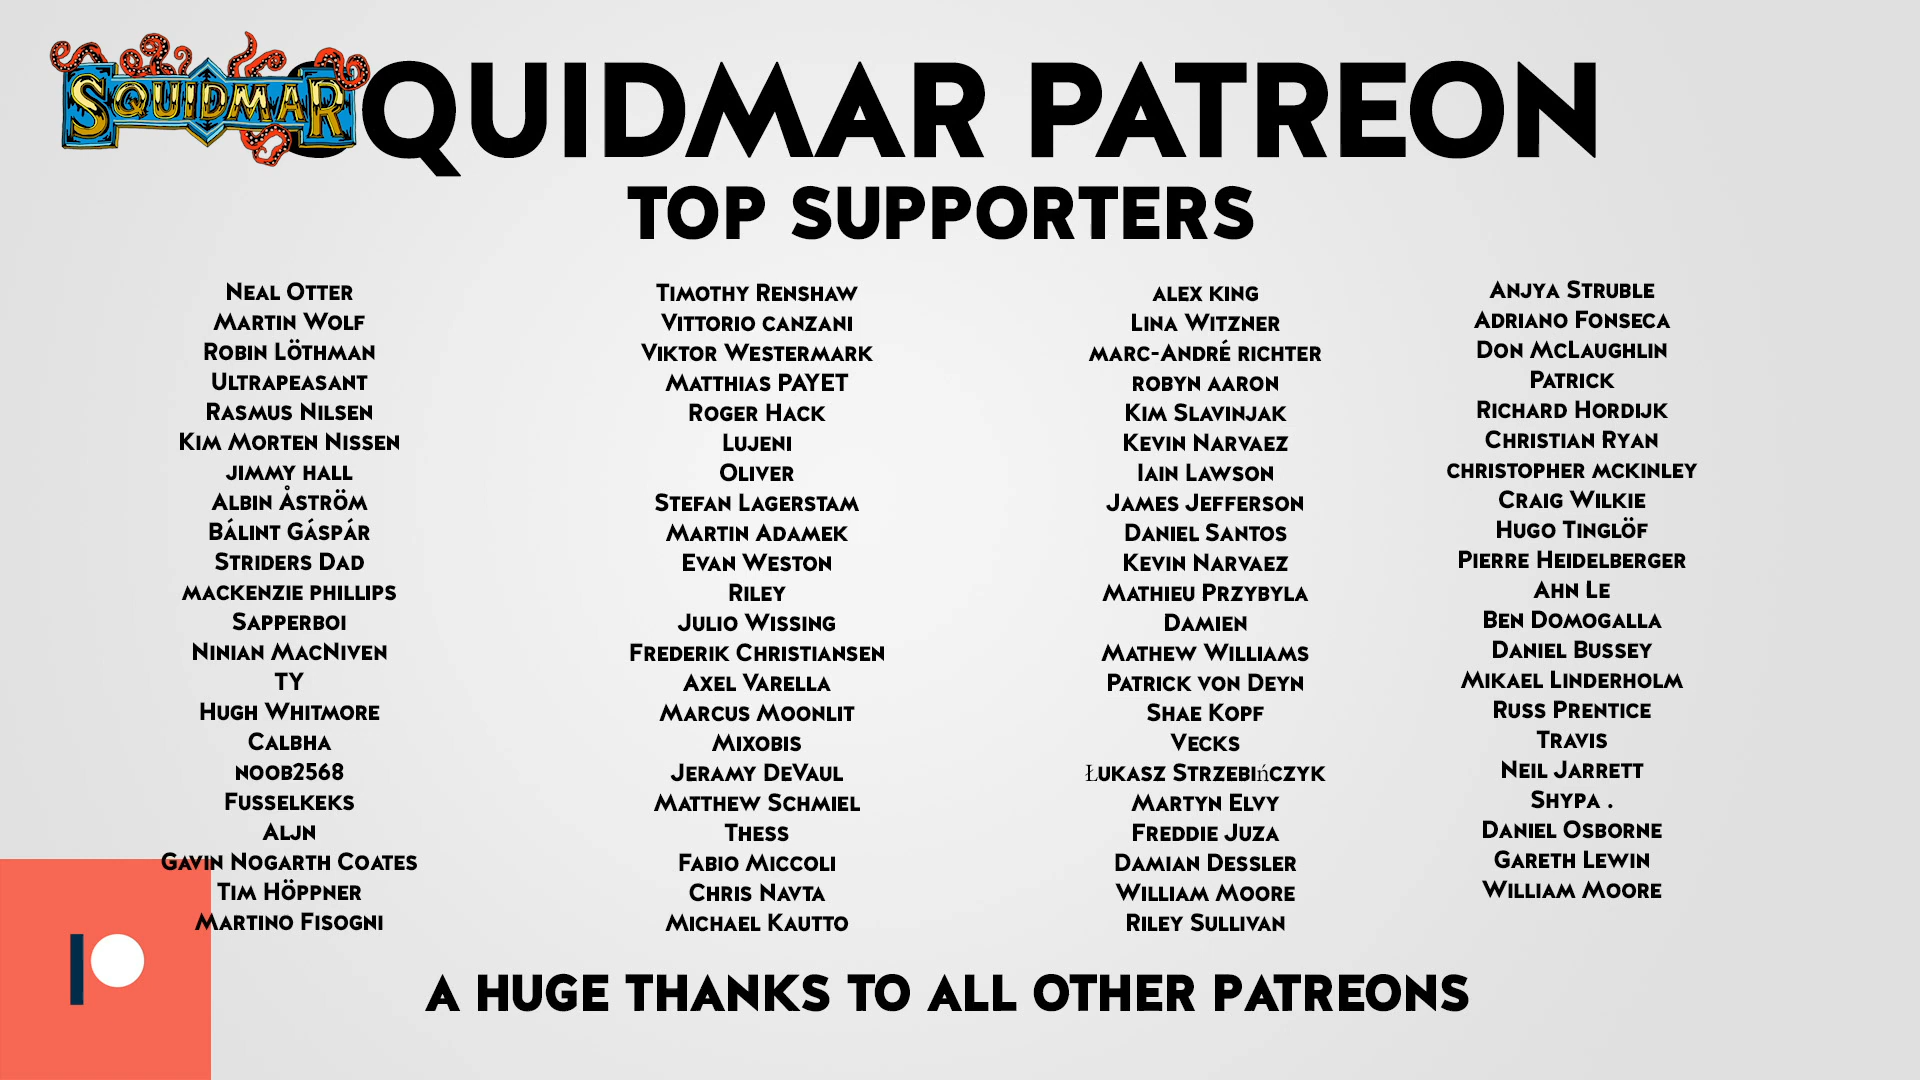 SQUIDMAR
SQUIDMAR PATREON
TOP SUPPORTERS
Neal Otter
Martin Wolf
Robin Löthman
Ultrapeasant
Rasmus Nilsen
Kim Morten Nissen
jimmy hall
Albin Åström
Bálint Gáspár
Striders Dad
mackenzie phillips
Sapperboi
Ninian MacNiven
TY
Hugh Whitmore
Calbha
noob2568
Fusselkeks
Aljn
Gavin Nogarth Coates
Tim Höppner
Martino Fisogni
Timothy Renshaw
Vittorio canzani
Viktor Westermark
Matthias PAYET
Roger Hack
Lujeni
Oliver
Stefan Lagerstam
Martin Adamek
Evan Weston
Riley
Julio Wissing
Frederik Christiansen
Axel Varella
Marcus Moonlit
Mixobis
Jeramy DeVaul
Matthew Schmiel
Thess
Fabio Miccoli
Chris Navta
Michael Kautto
alex king
Lina Witzner
marc-André richter
robyn aaron
Kim Slavinjak
Kevin Narvaez
Iain Lawson
James Jefferson
Daniel Santos
Kevin Narvaez
Mathieu Przybyla
Damien
Mathew Williams
Patrick von Deyn
Shae Kopf
Vecks
Łukasz Strzebińczyk
Martyn Elvy
Freddie Juza
Damian Dessler
William Moore
Riley Sullivan
Anjya Struble
Adriano Fonseca
Don McLaughlin
Patrick
Richard Hordijk
Christian Ryan
christopher mckinley
Craig Wilkie
Hugo Tinglöf
Pierre Heidelberger
Ahn Le
Ben Domogalla
Daniel Bussey
Mikael Linderholm
Russ Prentice
Travis
Neil Jarrett
Shypa .
Daniel Osborne
Gareth Lewin
William Moore
A HUGE THANKS TO ALL OTHER PATREONS